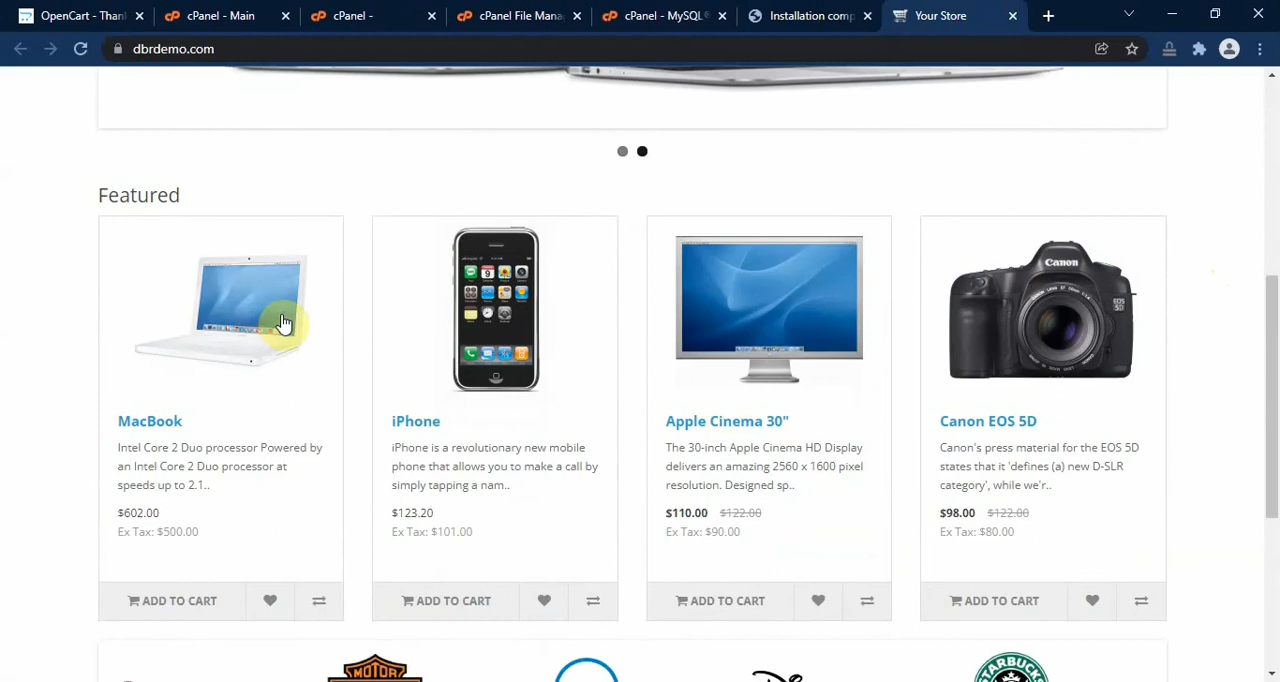 OpenCart - Than
cPanel - Main
cPanel -
cPanel File Mana
cPanel - MySQL®
Installation comp
Your Store
dbrdemo.com
Featured
Canon
EOS
5D
MacBook
Intel Core 2 Duo processor Powered by
an Intel Core 2 Duo processor at
speeds up to 2.1..
$602.00
Ex Tax: $500.00
ADD TO CART
iPhone
iPhone is a revolutionary new mobile
phone that allows you to make a call by
simply tapping a nam..
$123.20
Ex Tax: $101.00
ADD TO CART
Apple Cinema 30"
The 30-inch Apple Cinema HD Display
delivers an amazing 2560 x 1600 pixel
resolution. Designed sp..
$110.00 $122.00
Ex Tax: $90.00
ADD TO CART
Canon EOS 5D
Canon's press material for the EOS 5D
states that it 'defines (a) new D-SLR
category', while we'r..
$98.00 $122.00
Ex Tax: $80.00
ADD TO CART
MOTOR
STARBUCKS